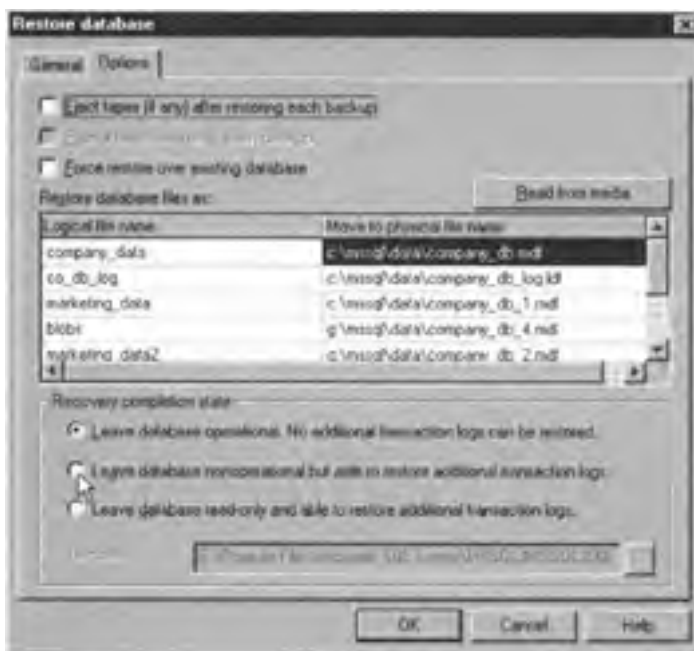 Restore database
General Options
Eject tapes (if any) after restoring each backup
Force restore over existing database
Restore database files as:
Read from media
Logical file name
Move to physical file name
company_data
c:\mssql\data\company_db.mdf
co_db_log
c:\mssql\data\company_db_log.ldf
marketing_data
c:\mssql\data\company_db_1.mdf
blobs
g:\mssql\data\company_db_4.mdf
marketing_data2
c:\mssql\data\company_db_2.mdf
Recovery completion state
Leave database operational. No additional transaction logs can be restored.
Leave database nonoperational but able to restore additional transaction logs.
Leave database read-only and able to restore additional transaction logs.
OK
Cancel
Help